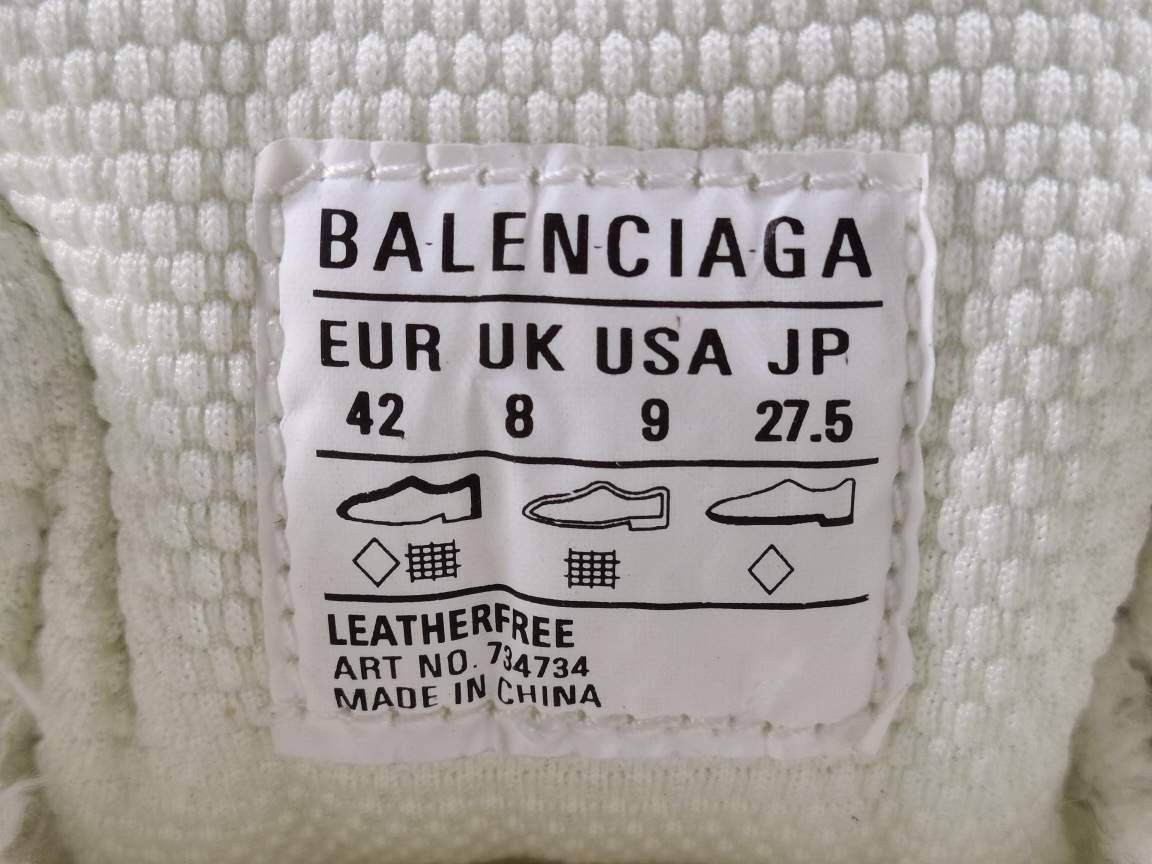 BALENCIAGA
EUR UK USA JP
42 8 9 27.5
LEATHERFREE
ART NO. 734734
MADE IN CHINA